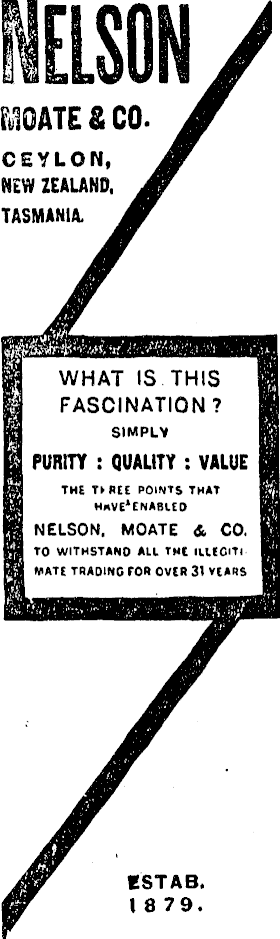 NELSON
MOATE & CO.
CEYLON,
NEW ZEALAND,
TASMANIA.
WHAT IS THIS
FASCINATION?
SIMPLY
PURITY : QUALITY : VALUE
THE THREE POINTS THAT
HAVE ENABLED
NELSON, MOATE & CO.
TO WITHSTAND ALL THE ILLEGITI-
MATE TRADING FOR OVER 31 YEARS
ESTAB.
1879.